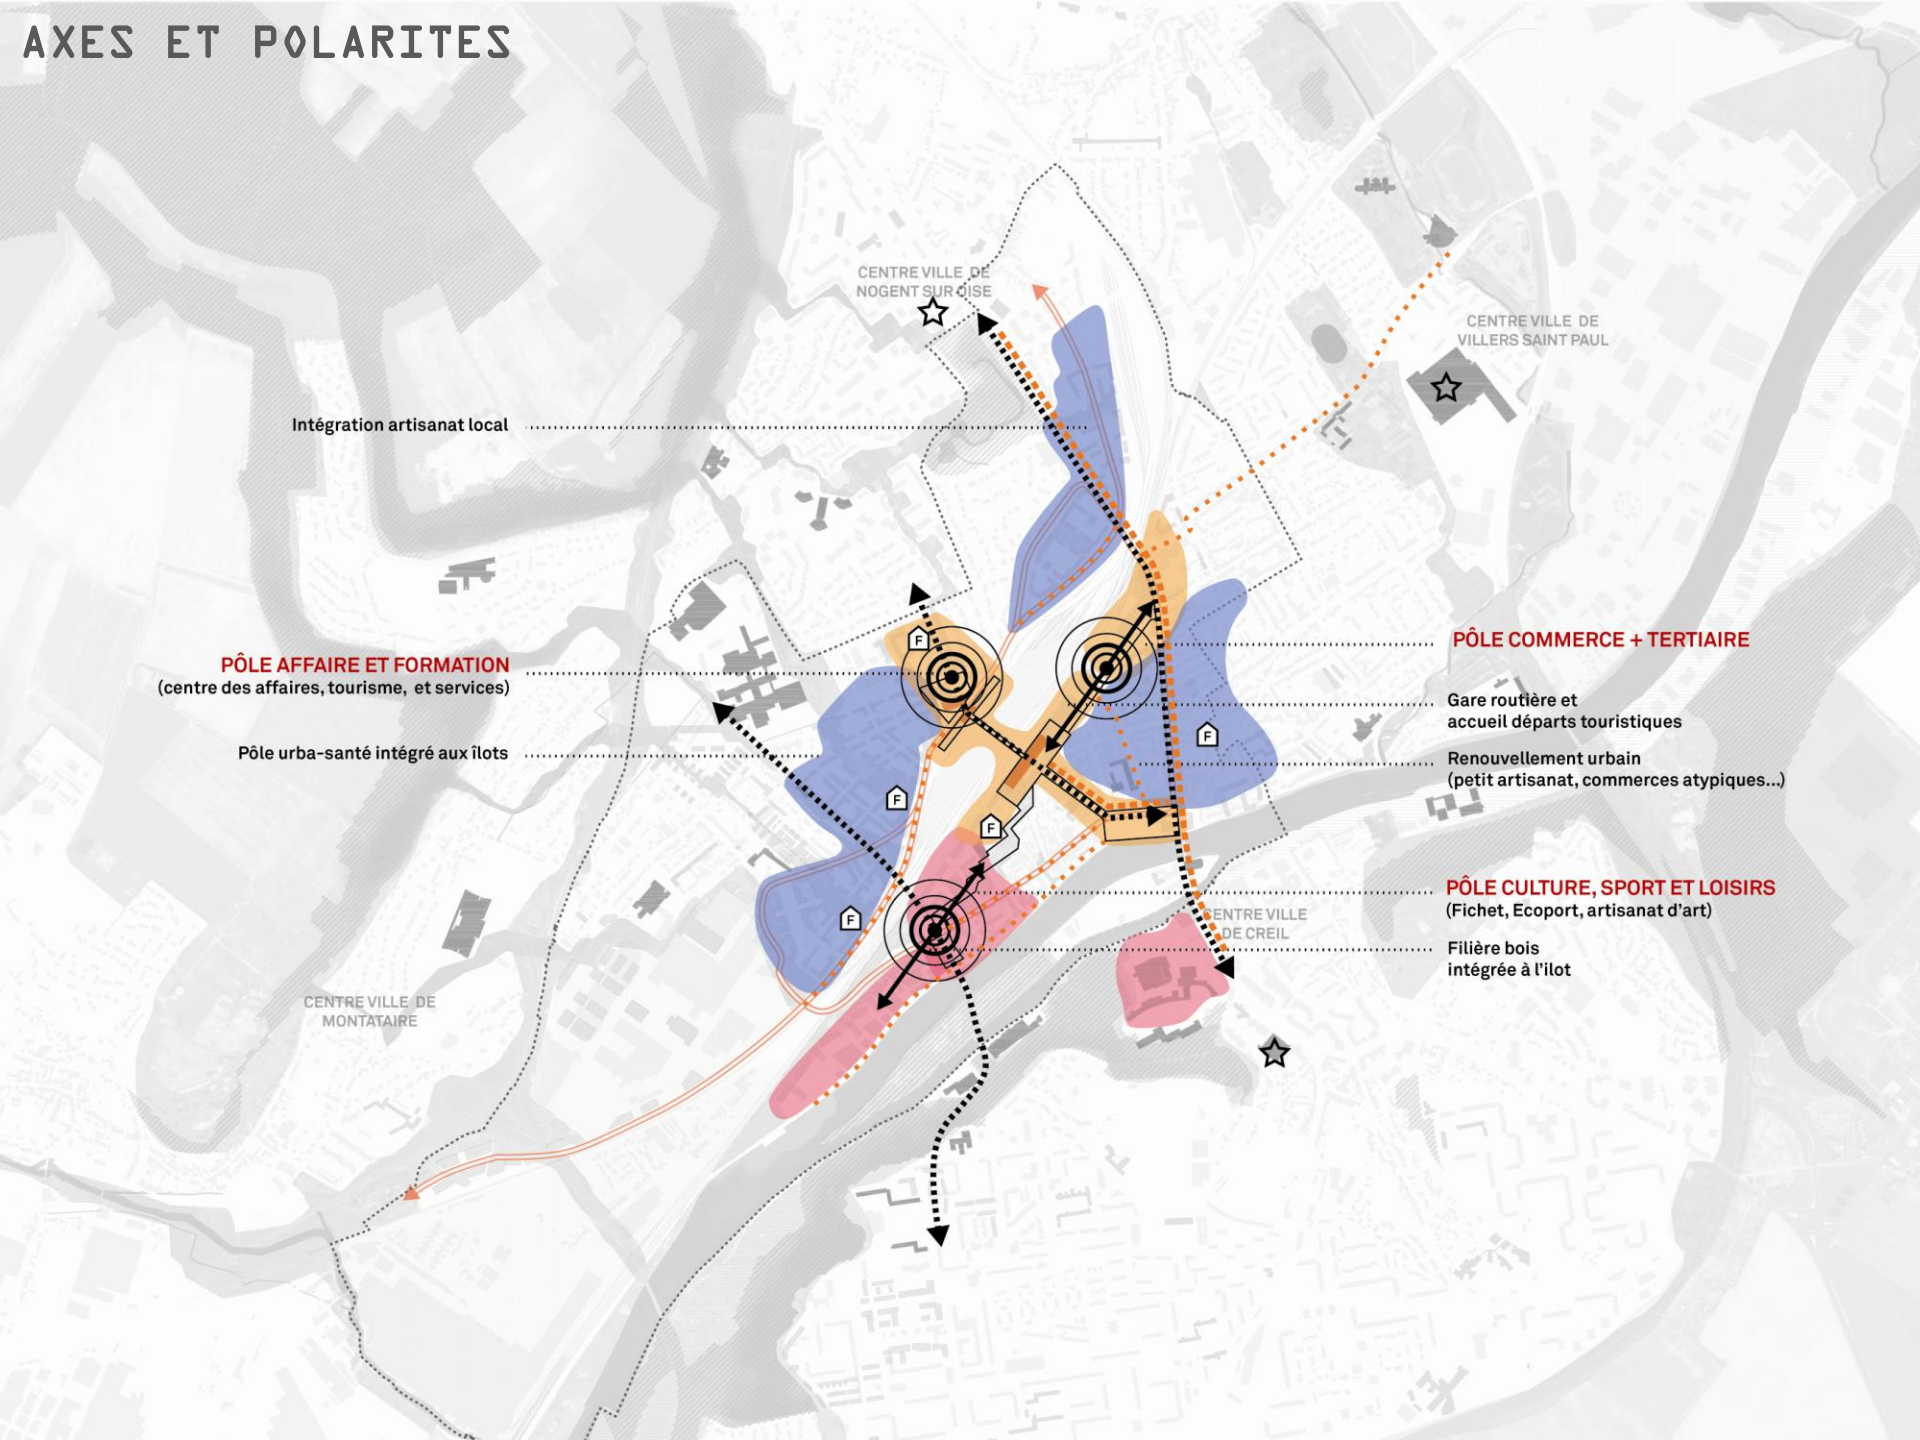 AXES ET POLARITES
CENTRE VILLE DE
NOGENT SUR OISE
CENTRE VILLE DE
VILLERS SAINT PAUL
Intégration artisanat local
PÔLE AFFAIRE ET FORMATION
(centre des affaires, tourisme, et services)
Pôle urba-santé intégré aux îlots
F
F
F
F
F
PÔLE COMMERCE + TERTIAIRE
Gare routière et
accueil départs touristiques
Renouvellement urbain
(petit artisanat, commerces atypiques...)
PÔLE CULTURE, SPORT ET LOISIRS
(Fichet, Ecoport, artisanat d'art)
Filière bois
intégrée à l'ilot
CENTRE VILLE
DE CREIL
CENTRE VILLE DE
MONTATAIRE